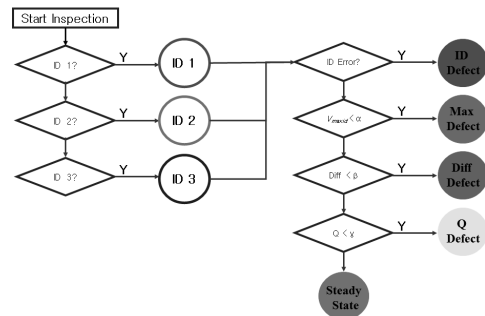 Start Inspection
ID 1?
Y
ID 1
ID 2?
Y
ID 2
ID 3?
Y
ID 3
ID Error?
Y
ID
Defect
< α
Y
Max
Defect
Diff < β
Y
Diff
Defect
Q < γ
Y
Q
Defect
Steady
State